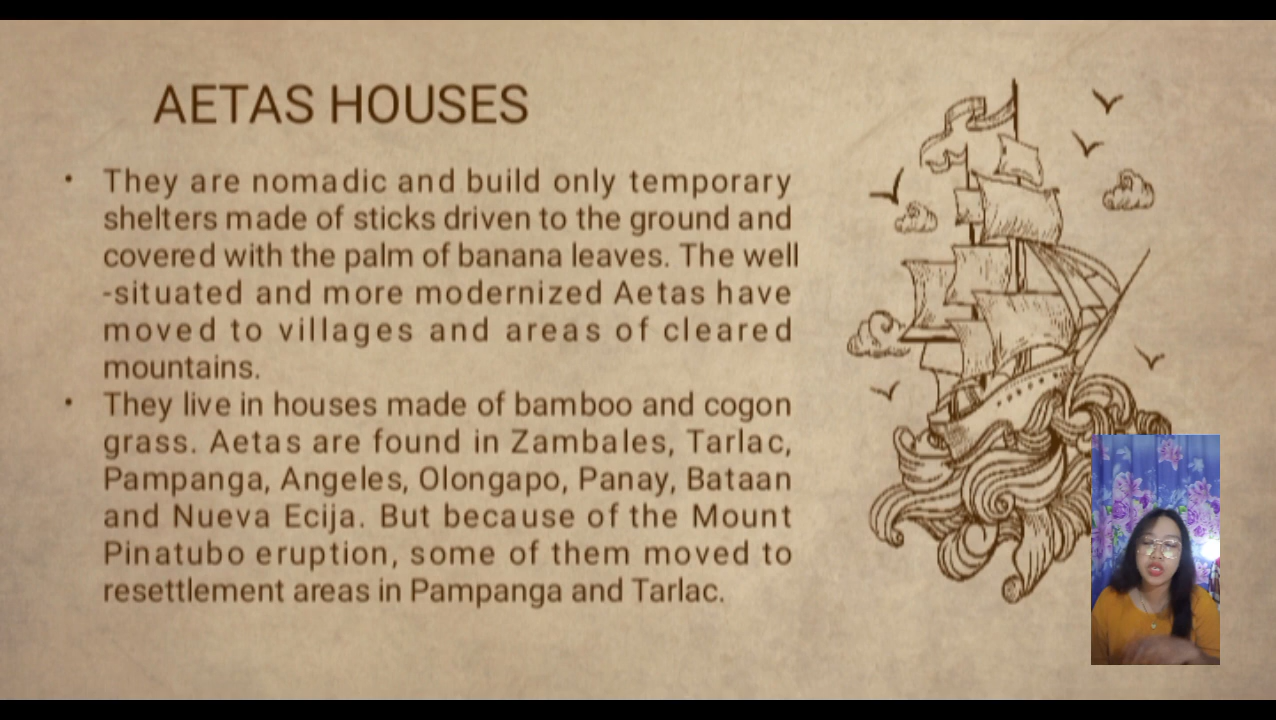 AETAS HOUSES
• They are nomadic and build only temporary
shelters made of sticks driven to the ground and
covered with the palm of banana leaves. The well
-situated and more modernized Aetas have
moved to villages and areas of cleared
mountains.
• They live in houses made of bamboo and cogon
grass. Aetas are found in Zambales, Tarlac,
Pampanga, Angeles, Olongapo, Panay, Bataan
and Nueva Ecija. But because of the Mount
Pinatubo eruption, some of them moved to
resettlement areas in Pampanga and Tarlac.